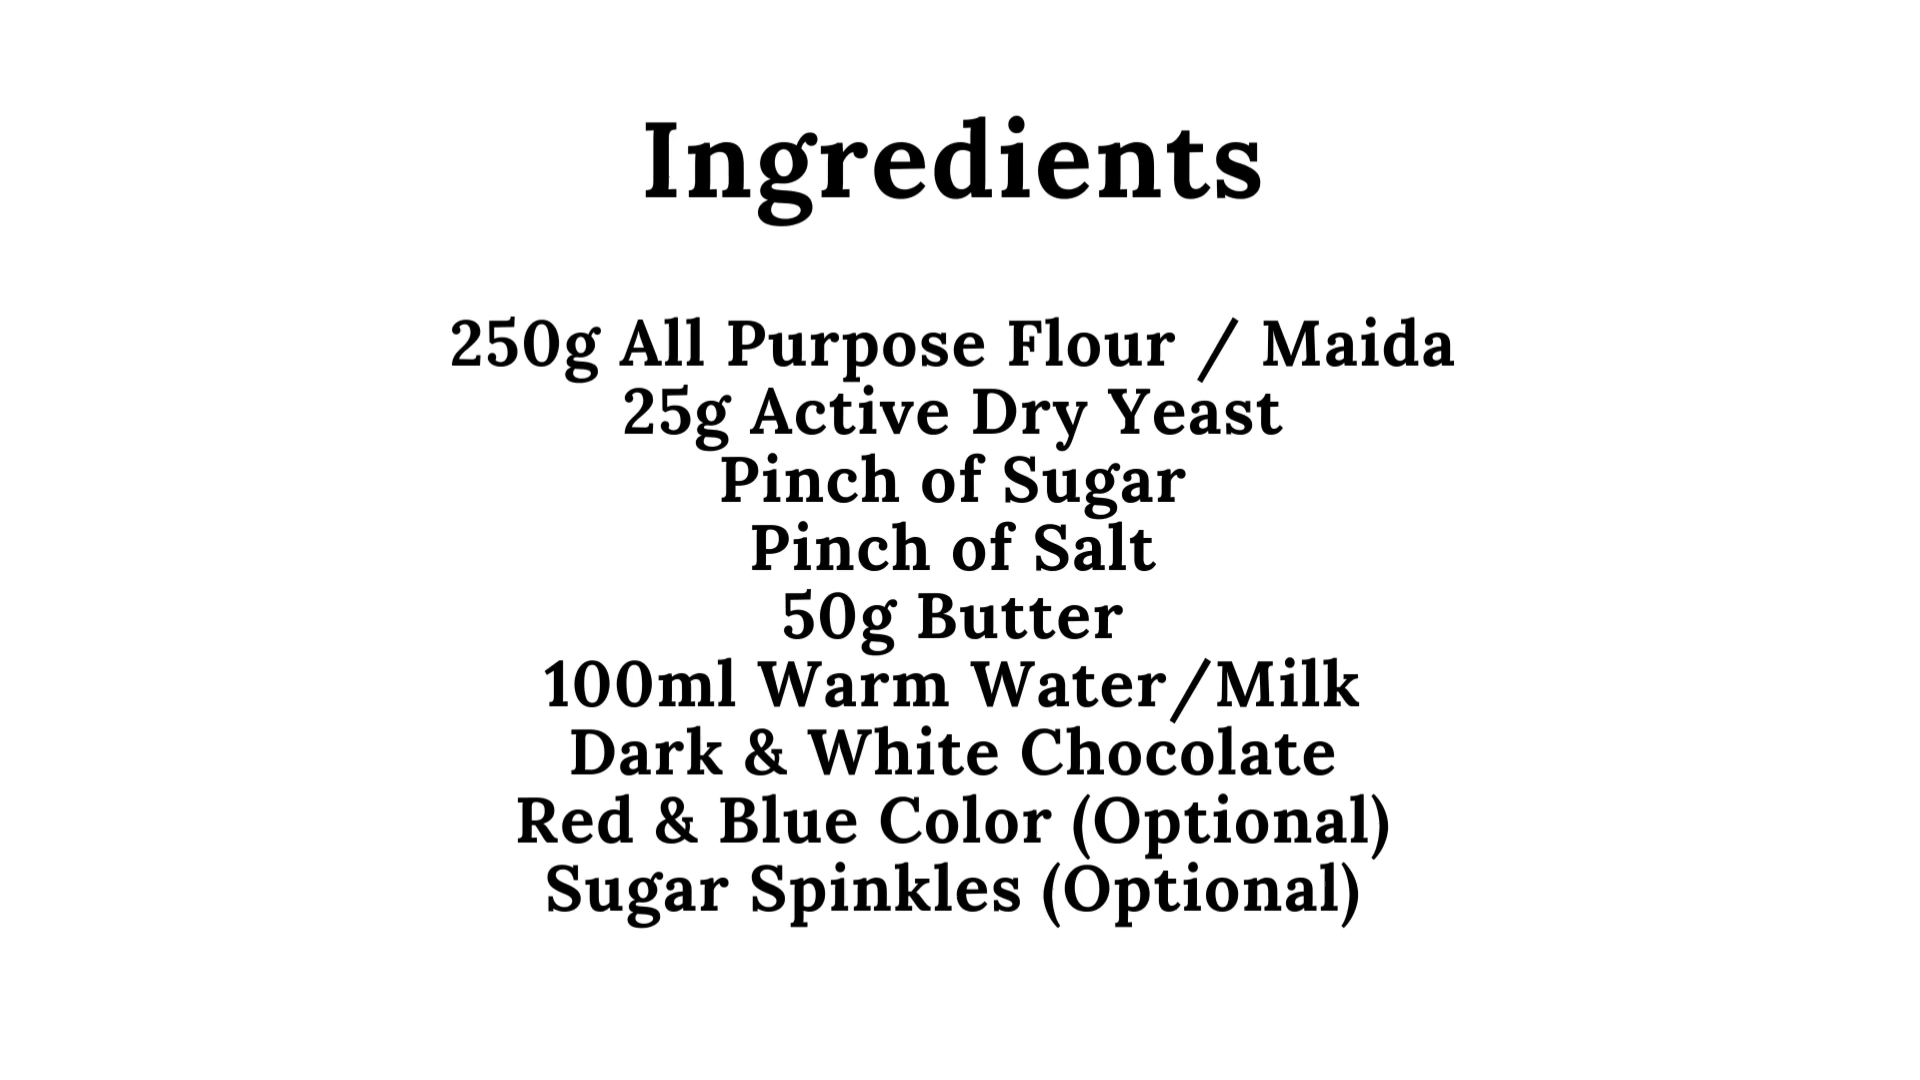 Ingredients
250g All Purpose Flour / Maida
25g Active Dry Yeast
Pinch of Sugar
Pinch of Salt
50g Butter
100ml Warm Water/Milk
Dark & White Chocolate
Red & Blue Color (Optional)
Sugar Spinkles (Optional)